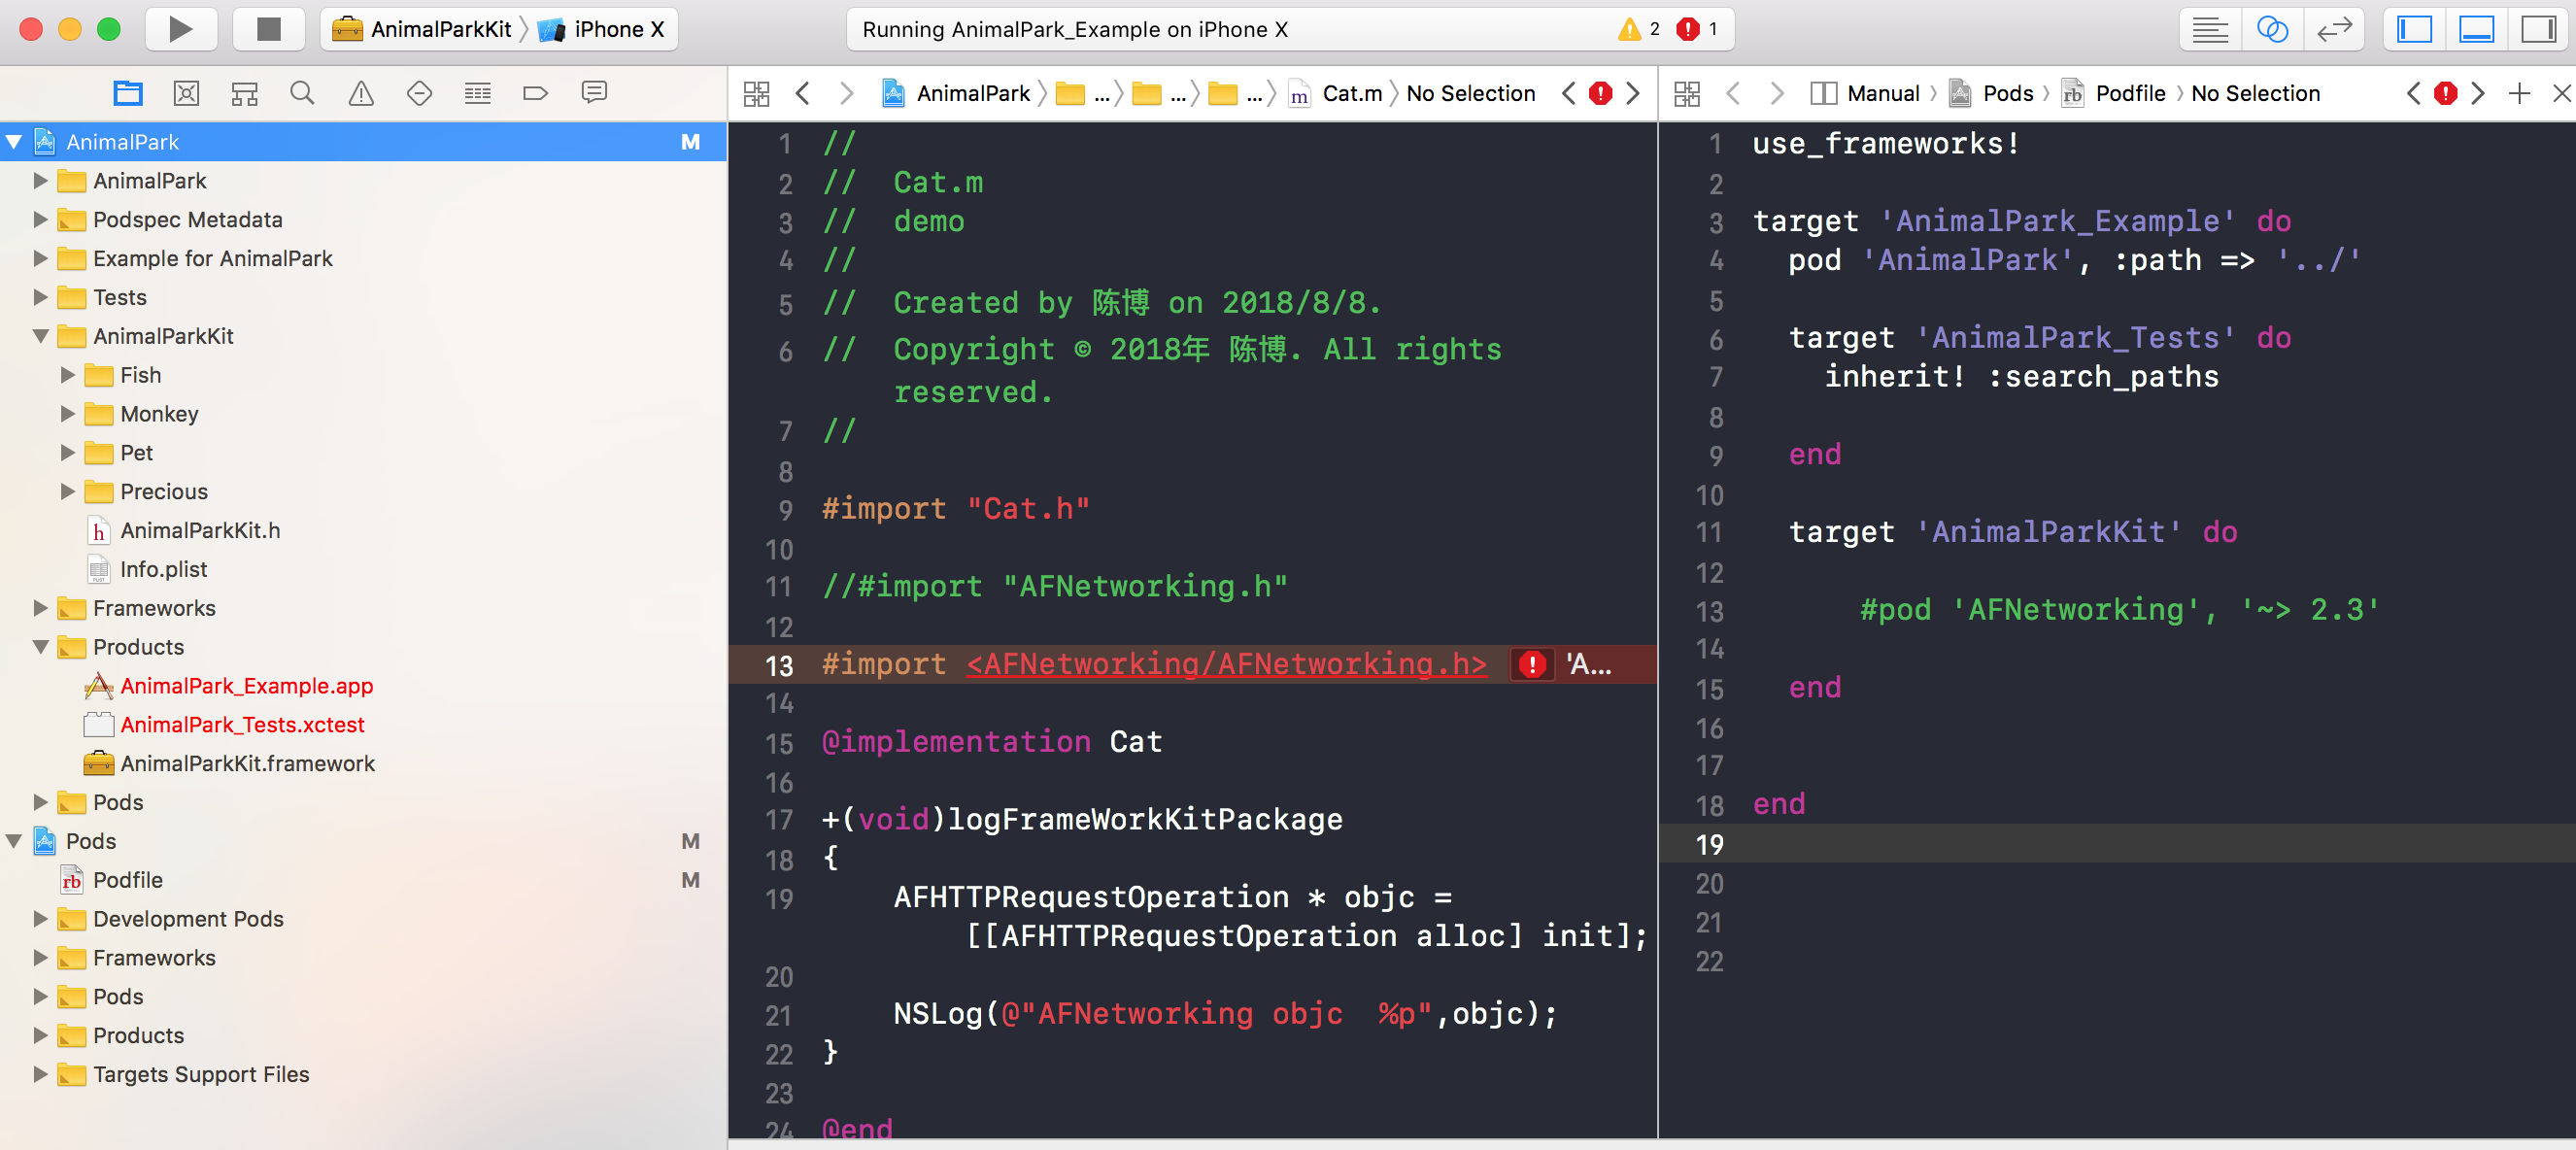 AnimalParkKit
iPhone X
Running AnimalPark_Example on iPhone X
2
1
AnimalPark
M
AnimalPark
Podspec Metadata
Example for AnimalPark
Tests
AnimalParkKit
Fish
Monkey
Pet
Precious
h AnimalParkKit.h
Info.plist
Frameworks
Products
AnimalPark_Example.app
AnimalPark_Tests.xctest
AnimalParkKit.framework
Pods
Pods
M
rb Podfile
M
Development Pods
Frameworks
Pods
Products
Targets Support Files
AnimalPark ... ... ... m Cat.m No Selection
1 //
2 //  Cat.m
3 //  demo
4 //
5 //  Created by 陈博 on 2018/8/8.
6 //  Copyright © 2018年 陈博. All rights
reserved.
7 //
8
9 #import "Cat.h"
10
11 //#import "AFNetworking.h"
12
13 #import <AFNetworking/AFNetworking.h> 'A...
14
15 @implementation Cat
16
17 +(void)logFrameWorkKitPackage
18 {
19     AFHTTPRequestOperation * objc =
[[AFHTTPRequestOperation alloc] init];
20
21     NSLog(@"AFNetworking objc  %p",objc);
22 }
23
24 @end
Manual Pods rb Podfile No Selection
1 use_frameworks!
2
3 target 'AnimalPark_Example' do
4   pod 'AnimalPark', :path => '../'
5
6   target 'AnimalPark_Tests' do
7     inherit! :search_paths
8
9   end
10
11   target 'AnimalParkKit' do
12
13       #pod 'AFNetworking', '~> 2.3'
14
15   end
16
17
18 end
19
20
21
22